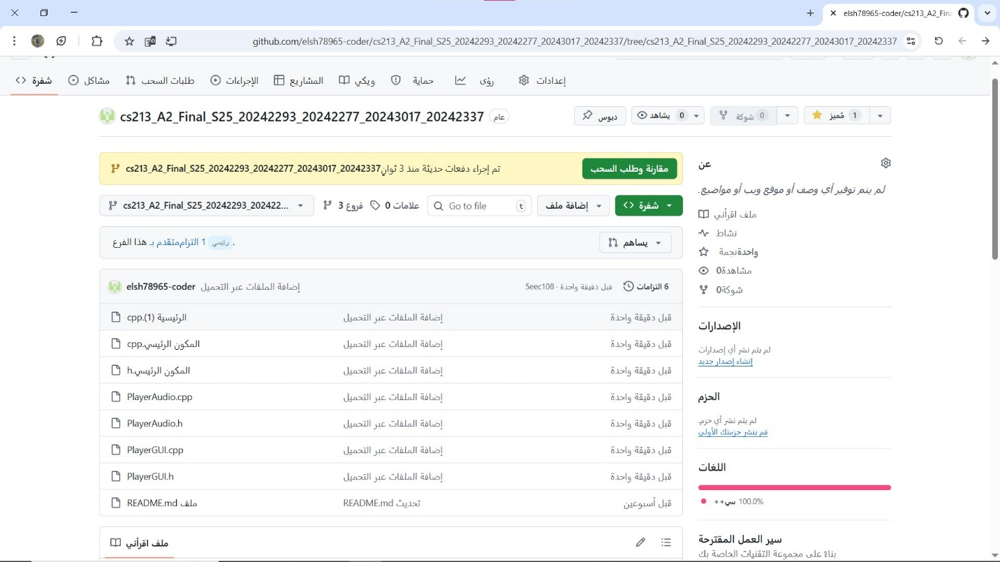 elsh78965-coder/cs213_A2_Fina
github.com/elsh78965-coder/cs213_A2_Final_S25_20242293_20242277_20243017_20242337/tree/cs213_A2_Final_S25_20242293_20242277_20243017_20242337
شفرة مشاكل طلبات السحب الإجراءات المشاريع ويكي حماية رؤى إعدادات
cs213_A2_Final_S25_20242293_20242277_20243017_20242337 عام دبوس يشاهد 0 شوكة 0 مُميز 1
cs213_A2_Final_S25_20242293_20242277_20243017_20242337 تم إجراء دفعات حديثة منذ 3 ثوانٍ مقارنة وطلب السحب
cs213_A2_Final_S25_20242293_202422... 3 فروع 0 علامات Go to file t إضافة ملف شفرة
هذا الفرع متقدم بـ 1 التزام رئيسي . يساهم
elsh78965-coder إضافة الملفات عبر التحميل 5eec108 · قبل دقيقة واحدة 6 التزامات
الرئيسية (1).cpp إضافة الملفات عبر التحميل قبل دقيقة واحدة
المكون الرئيسي.cpp إضافة الملفات عبر التحميل قبل دقيقة واحدة
المكون الرئيسي.h إضافة الملفات عبر التحميل قبل دقيقة واحدة
PlayerAudio.cpp إضافة الملفات عبر التحميل قبل دقيقة واحدة
PlayerAudio.h إضافة الملفات عبر التحميل قبل دقيقة واحدة
PlayerGUI.cpp إضافة الملفات عبر التحميل قبل دقيقة واحدة
PlayerGUI.h إضافة الملفات عبر التحميل قبل دقيقة واحدة
ملف README.md تحديث README.md قبل أسبوعين
ملف اقرأني
عن
لم يتم توفير أي وصف أو موقع ويب أو مواضيع.
ملف اقرأني
نشاط
واحدة نجمة
0 مشاهدة
0 شوكة
الإصدارات
لم يتم نشر أي إصدارات
إنشاء إصدار جديد
الحزم
لم يتم نشر أي حزم.
قم بنشر حزمتك الأولى
اللغات
سي++ 100.0%
سير العمل المقترحة
بناءً على مجموعة التقنيات الخاصة بك